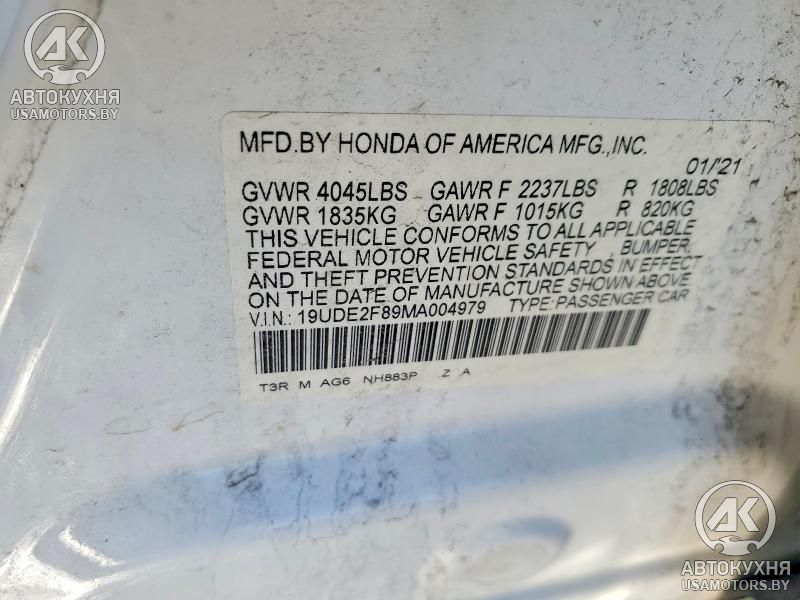 AK
АВТОКУХНЯ
USAMOTORS.BY
MFD.BY HONDA OF AMERICA MFG.,INC.
01/'21
GVWR 4045LBS GAWR F 2237LBS R 1808LBS
GVWR 1835KG GAWR F 1015KG R 820KG
THIS VEHICLE CONFORMS TO ALL APPLICABLE
FEDERAL MOTOR VEHICLE SAFETY , BUMPER,
AND THEFT PREVENTION STANDARDS IN EFFECT
ON THE DATE OF MANUFACTURE SHOWN ABOVE
V.I.N.: 19UDE2F89MA004979 TYPE:PASSENGER CAR
T3R M AG6 NH883P Z A
AK
АВТОКУХНЯ
USAMOTORS.BY